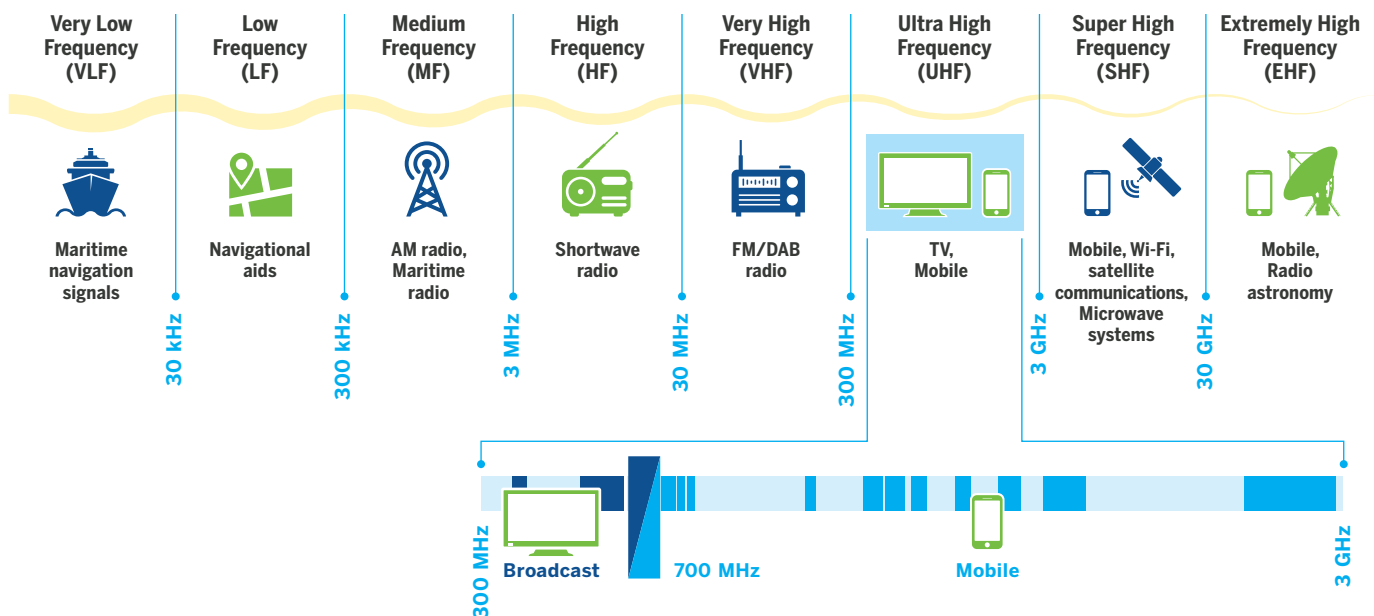 Very Low
Frequency
(VLF)
Low
Frequency
(LF)
Medium
Frequency
(MF)
High
Frequency
(HF)
Very High
Frequency
(VHF)
Ultra High
Frequency
(UHF)
Super High
Frequency
(SHF)
Extremely High
Frequency
(EHF)
Maritime
navigation
signals
Navigational
aids
AM radio,
Maritime
radio
Shortwave
radio
FM/DAB
radio
TV,
Mobile
Mobile, Wi-Fi,
satellite
communications,
Microwave
systems
Mobile,
Radio
astronomy
30 kHz
300 kHz
3 MHz
30 MHz
300 MHz
3 GHz
30 GHz
300 MHz
Broadcast
700 MHz
Mobile
3 GHz